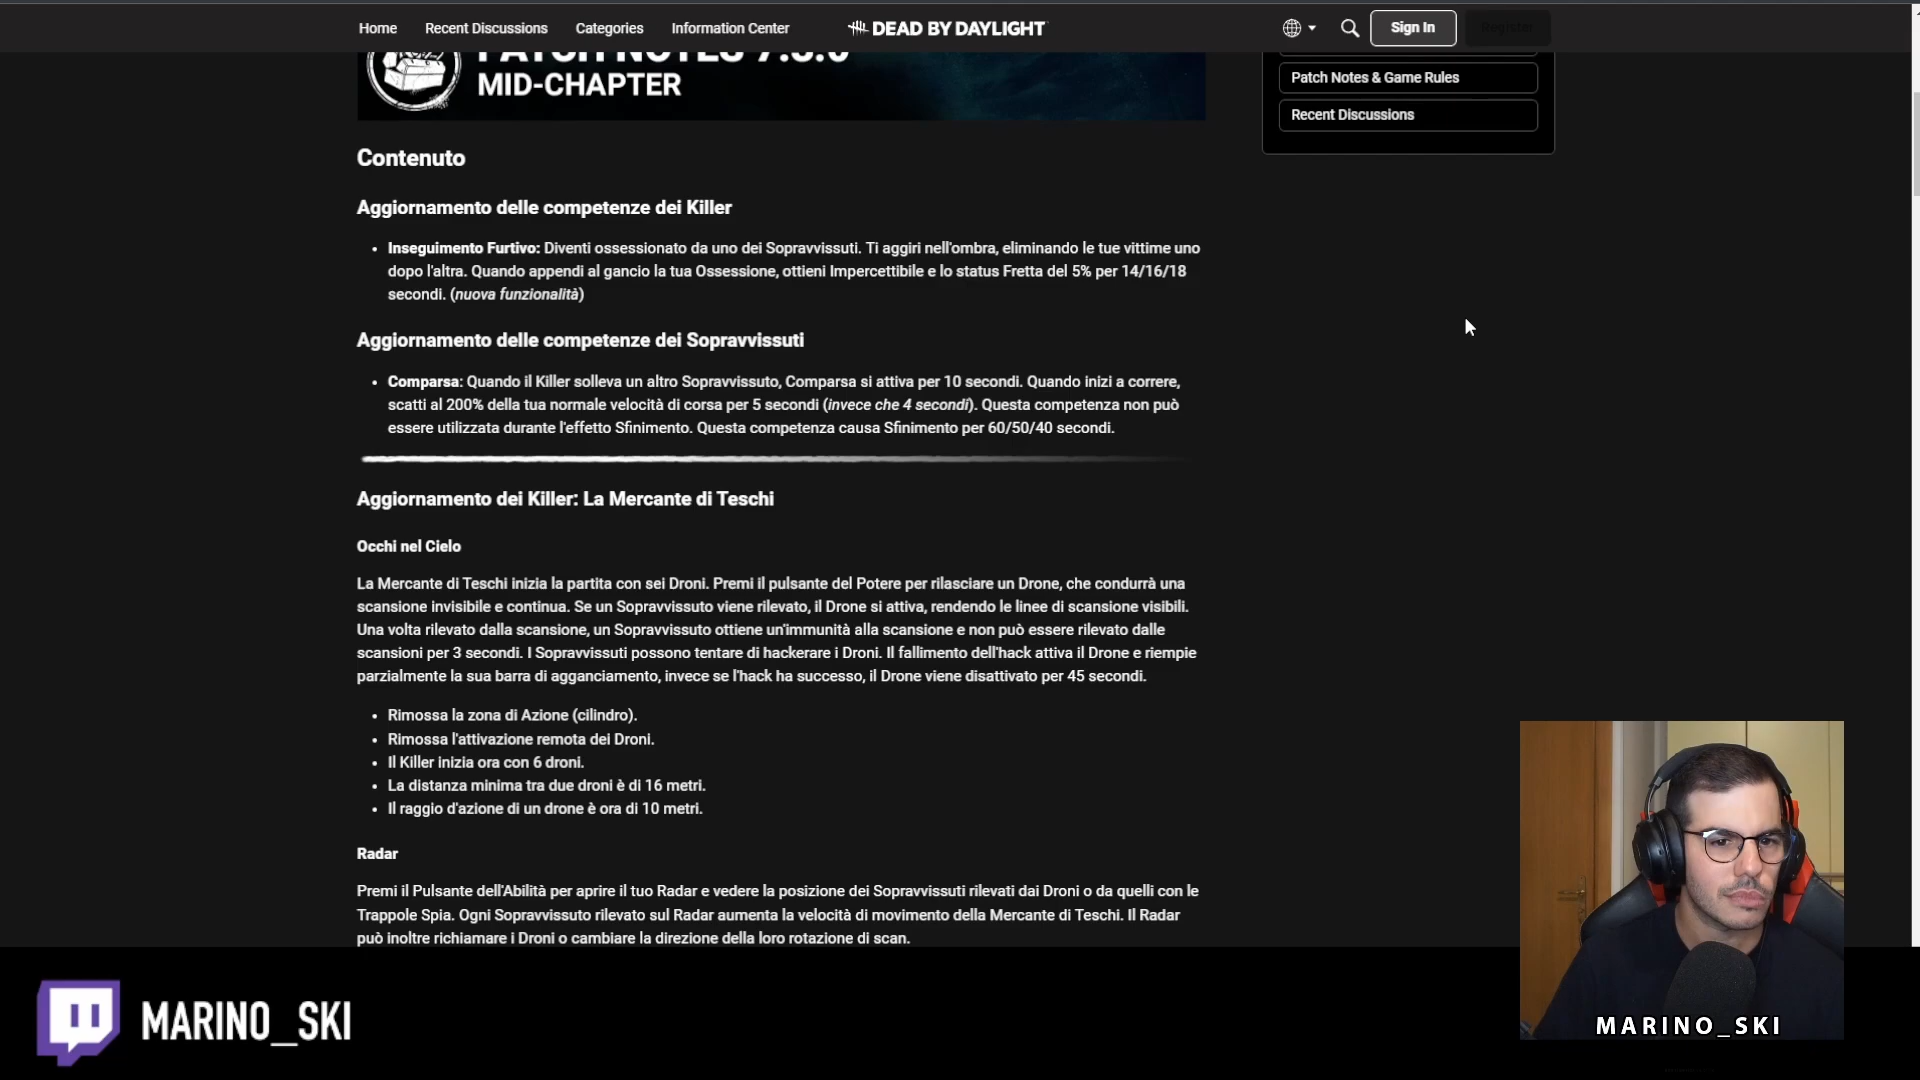 Home Recent Discussions Categories Information Center DEAD BY DAYLIGHT Sign In Register
MID-CHAPTER
Patch Notes & Game Rules
Recent Discussions
Contenuto
Aggiornamento delle competenze dei Killer
• Inseguimento Furtivo: Diventi ossessionato da uno dei Sopravvissuti. Ti aggiri nell'ombra, eliminando le tue vittime uno
dopo l'altra. Quando appendi al gancio la tua Ossessione, ottieni Impercettibile e lo status Fretta del 5% per 14/16/18
secondi. (nuova funzionalità)
Aggiornamento delle competenze dei Sopravvissuti
• Comparsa: Quando il Killer solleva un altro Sopravvissuto, Comparsa si attiva per 10 secondi. Quando inizi a correre,
scatti al 200% della tua normale velocità di corsa per 5 secondi (invece che 4 secondi). Questa competenza non può
essere utilizzata durante l'effetto Sfinimento. Questa competenza causa Sfinimento per 60/50/40 secondi.
Aggiornamento dei Killer: La Mercante di Teschi
Occhi nel Cielo
La Mercante di Teschi inizia la partita con sei Droni. Premi il pulsante del Potere per rilasciare un Drone, che condurrà una
scansione invisibile e continua. Se un Sopravvissuto viene rilevato, il Drone si attiva, rendendo le linee di scansione visibili.
Una volta rilevato dalla scansione, un Sopravvissuto ottiene un'immunità alla scansione e non può essere rilevato dalle
scansioni per 3 secondi. I Sopravvissuti possono tentare di hackerare i Droni. Il fallimento dell'hack attiva il Drone e riempie
parzialmente la sua barra di agganciamento, invece se l'hack ha successo, il Drone viene disattivato per 45 secondi.
• Rimossa la zona di Azione (cilindro).
• Rimossa l'attivazione remota dei Droni.
• Il Killer inizia ora con 6 droni.
• La distanza minima tra due droni è di 16 metri.
• Il raggio d'azione di un drone è ora di 10 metri.
Radar
Premi il Pulsante dell'Abilità per aprire il tuo Radar e vedere la posizione dei Sopravvissuti rilevati dai Droni o da quelli con le
Trappole Spia. Ogni Sopravvissuto rilevato sul Radar aumenta la velocità di movimento della Mercante di Teschi. Il Radar
può inoltre richiamare i Droni o cambiare la direzione della loro rotazione di scan.
MARINO_SKI
MARINO_SKI